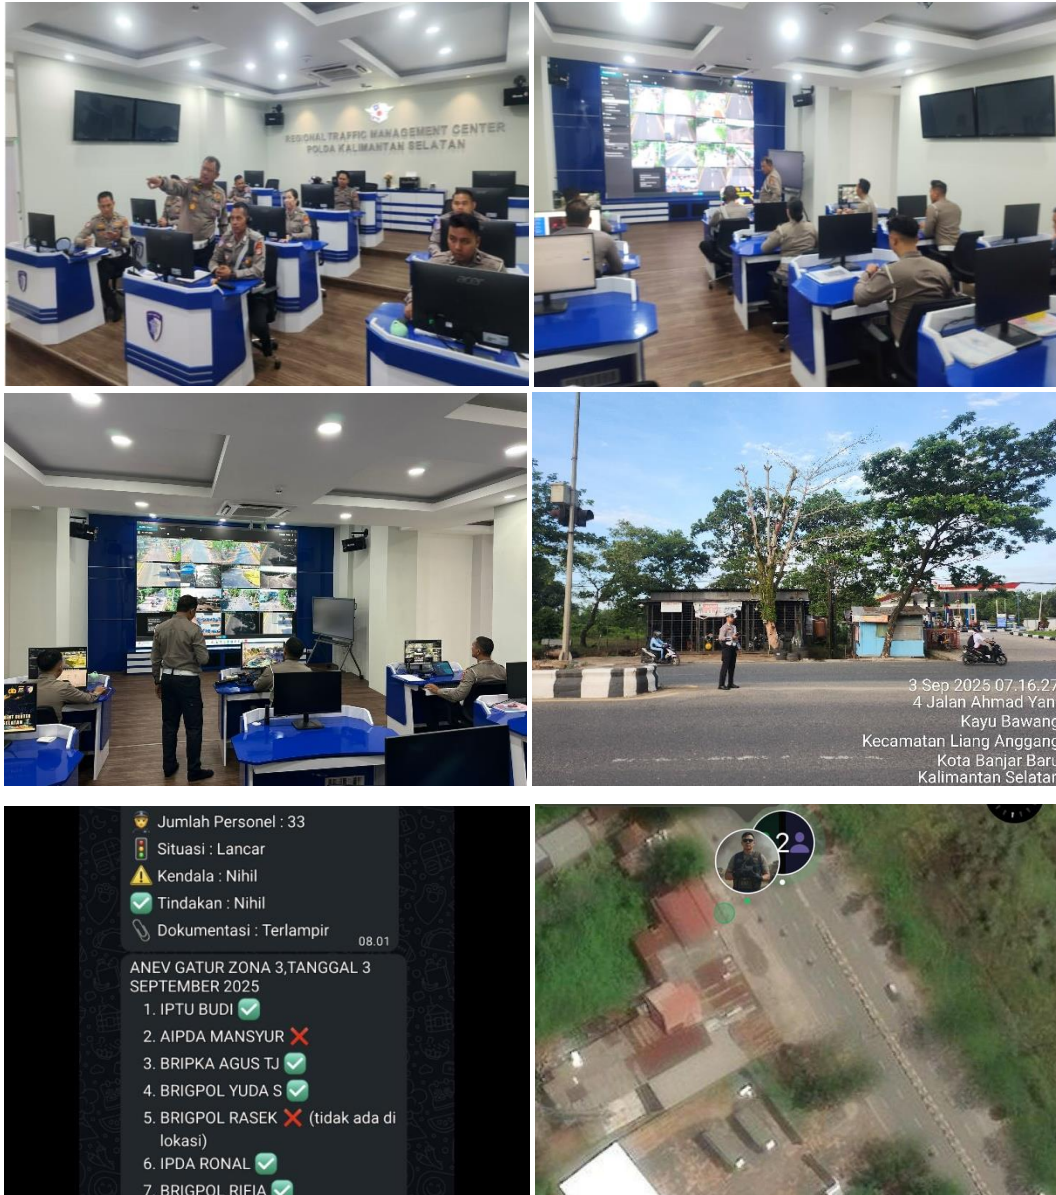 REGIONAL TRAFFIC MANAGEMENT CENTER
POLDA KALIMANTAN SELATAN
acer
3 Sep 2025 07.16.27
4 Jalan Ahmad Yani
Kayu Bawang
Kecamatan Liang Anggang
Kota Banjar Baru
Kalimantan Selatan
👮 Jumlah Personel : 33
🚦 Situasi : Lancar
⚠️ Kendala : Nihil
✅ Tindakan : Nihil
📎 Dokumentasi : Terlampir
08.01
ANEV GATUR ZONA 3,TANGGAL 3
SEPTEMBER 2025
1. IPTU BUDI ✅
2. AIPDA MANSYUR ❌
3. BRIPKA AGUS TJ ✅
4. BRIGPOL YUDA S ✅
5. BRIGPOL RASEK ❌ (tidak ada di
lokasi)
6. IPDA RONAL ✅
7. BRIGPOL RIFIA ✅
2